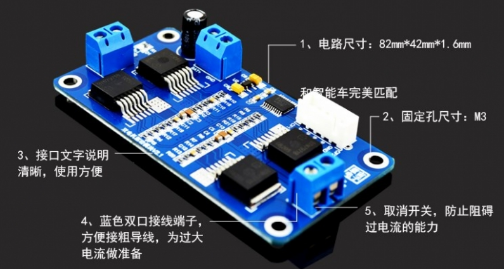 1、电路尺寸：82mm*42mm*1.6mm
和智能车完美匹配
2、固定孔尺寸：M3
3、接口文字说明
清晰，使用方便
4、蓝色双口接线端子，
方便接粗导线，为过大
电流做准备
5、取消开关，防止阻碍
过电流的能力